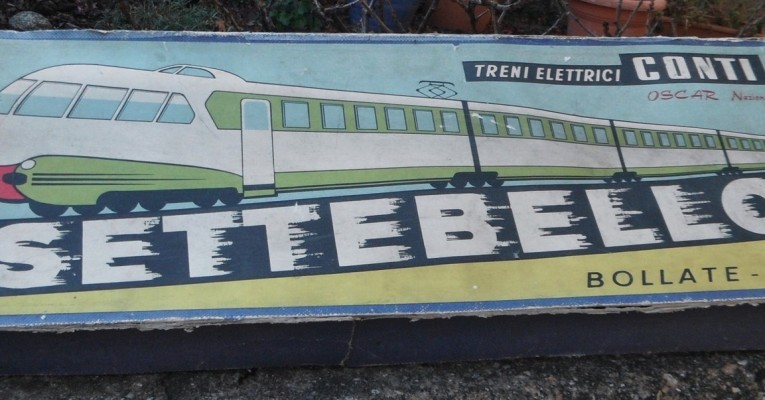 TRENI ELETTRICI CONTI
OSCAR
SETTEBELLO
BOLLATE -